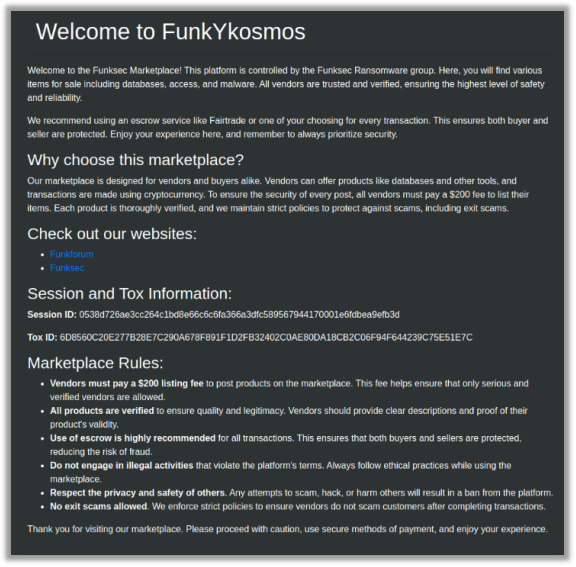 Welcome to FunkYkosmos
Welcome to the Funksec Marketplace! This platform is controlled by the Funksec Ransomware group. Here, you will find various
items for sale including databases, access, and malware. All vendors are trusted and verified, ensuring the highest level of safety
and reliability.
We recommend using an escrow service like Fairtrade or one of your choosing for every transaction. This ensures both buyer and
seller are protected. Enjoy your experience here, and remember to always prioritize security.
Why choose this marketplace?
Our marketplace is designed for vendors and buyers alike. Vendors can offer products like databases and other tools, and
transactions are made using cryptocurrency. To ensure the security of every post, all vendors must pay a $200 fee to list their
items. Each product is thoroughly verified, and we maintain strict policies to protect against scams, including exit scams.
Check out our websites:
Funkforum
Funksec
Session and Tox Information:
Session ID: 0538d726ae3cc264c1bd8e66c6c6fa366a3dfc589567944170001e6fdbea9efb3d
Tox ID: 6D8560C20E277B28E7C290A678F891F1D2FB32402C0AE80DA18CB2C06F94F644239C75E51E7C
Marketplace Rules:
Vendors must pay a $200 listing fee to post products on the marketplace. This fee helps ensure that only serious and
verified vendors are allowed.
All products are verified to ensure quality and legitimacy. Vendors should provide clear descriptions and proof of their
product's validity.
Use of escrow is highly recommended for all transactions. This ensures that both buyers and sellers are protected,
reducing the risk of fraud.
Do not engage in illegal activities that violate the platform's terms. Always follow ethical practices while using the
marketplace.
Respect the privacy and safety of others. Any attempts to scam, hack, or harm others will result in a ban from the platform.
No exit scams allowed. We enforce strict policies to ensure vendors do not scam customers after completing transactions.
Thank you for visiting our marketplace. Please proceed with caution, use secure methods of payment, and enjoy your experience.